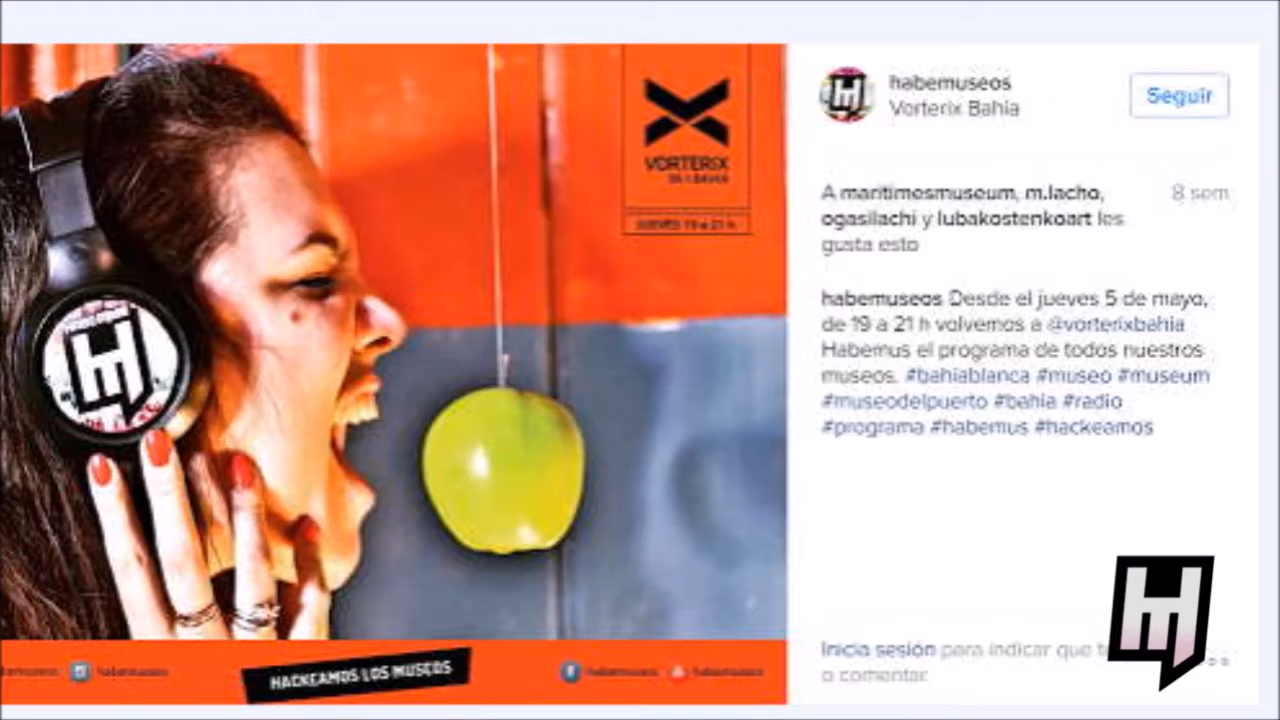 VORTERIX
JUEVES 19 a 21 h
HACKEAMOS LOS MUSEOS
habemuseos
habemuseos
habemuseos
habemuseos
Vorterix Bahia
Seguir
A maritimesmuseum, m.lacho,
ogasilachi y lubakostenkoart les
gusta esto
8 sem
habemuseos Desde el jueves 5 de mayo,
de 19 a 21 h volvemos a @vorterixbahia
Habemus el programa de todos nuestros
museos. #bahiablanca #museo #museum
#museodelpuerto #bahia #radio
#programa #habemus #hackeamos
Inicia sesión para indicar que te
o comentar.